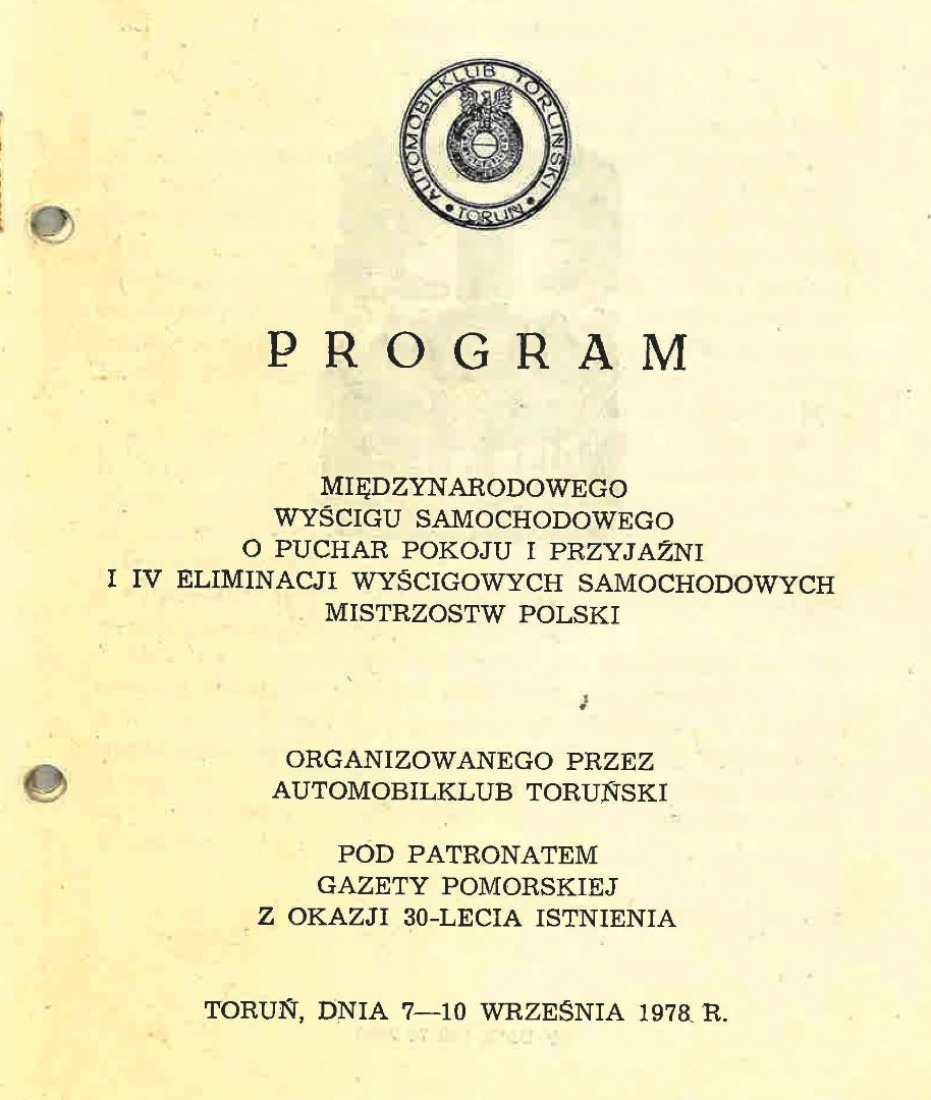 AUTOMOBILKLUB TORUŃSKI
• TORUŃ •
PROGRAM
MIĘDZYNARODOWEGO
WYŚCIGU SAMOCHODOWEGO
O PUCHAR POKOJU I PRZYJAŹNI
I IV ELIMINACJI WYŚCIGOWYCH SAMOCHODOWYCH
MISTRZOSTW POLSKI
ORGANIZOWANEGO PRZEZ
AUTOMOBILKLUB TORUŃSKI
POD PATRONATEM
GAZETY POMORSKIEJ
Z OKAZJI 30-LECIA ISTNIENIA
TORUŃ, DNIA 7—10 WRZEŚNIA 1978 R.